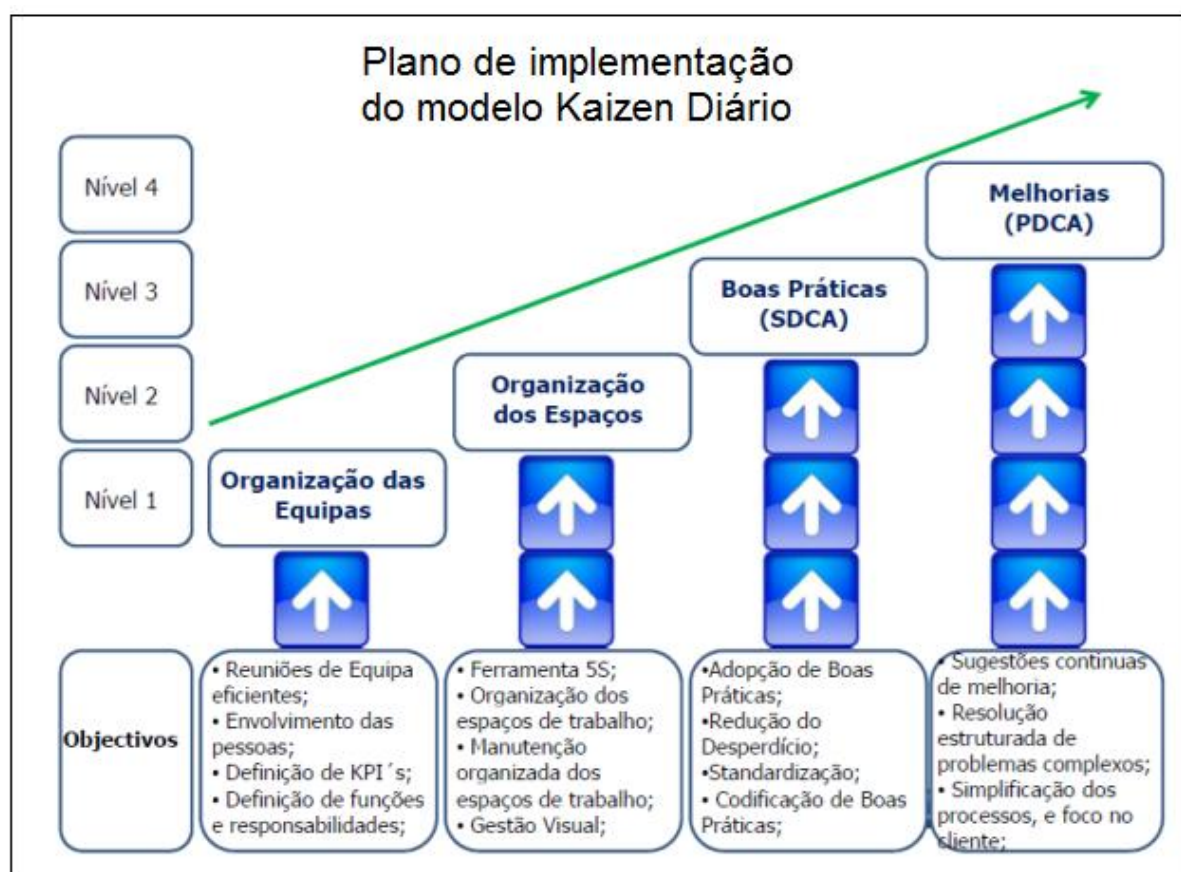 Plano de implementação
do modelo Kaizen Diário
Nível 4
Nível 3
Nível 2
Nível 1
Melhorias
(PDCA)
Boas Práticas
(SDCA)
Organização
dos Espaços
Organização das
Equipas
Objectivos
• Reuniões de Equipa
eficientes;
• Envolvimento das
pessoas;
• Definição de KPI´s;
• Definição de funções
e responsabilidades;
• Ferramenta 5S;
• Organização dos
espaços de trabalho;
• Manutenção
organizada dos
espaços de trabalho;
• Gestão Visual;
•Adopção de Boas
Práticas;
•Redução do
Desperdício;
•Standardização;
• Codificação de Boas
Práticas;
• Sugestões continuas
de melhoria;
• Resolução
estruturada de
problemas complexos;
• Simplificação dos
processos, e foco no
cliente;